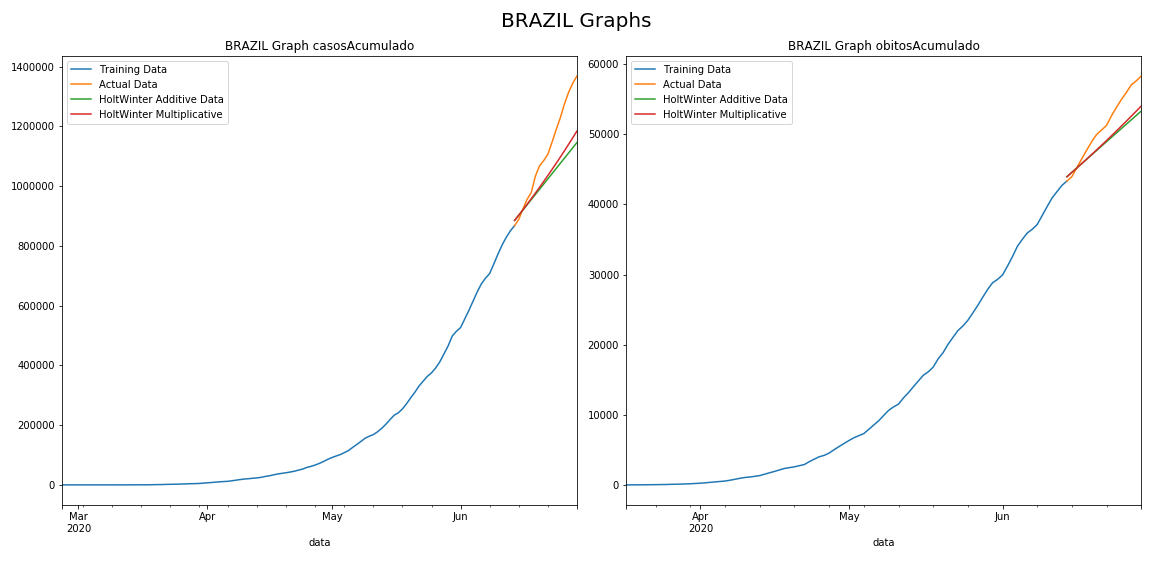 BRAZIL Graphs
BRAZIL Graph casosAcumulado
Training Data
Actual Data
HoltWinter Additive Data
HoltWinter Multiplicative
1400000
1200000
1000000
800000
600000
400000
200000
0
Mar
2020
Apr
May
Jun
data
BRAZIL Graph obitosAcumulado
Training Data
Actual Data
HoltWinter Additive Data
HoltWinter Multiplicative
60000
50000
40000
30000
20000
10000
0
Apr
2020
May
Jun
data